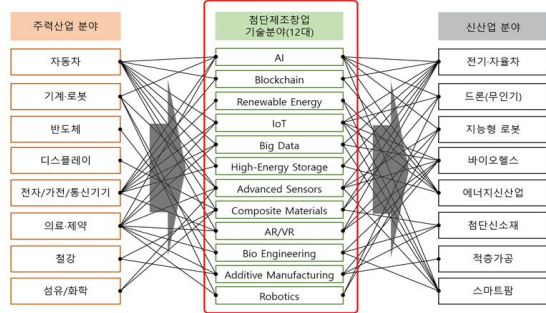 주력산업 분야
자동차
기계·로봇
반도체
디스플레이
전자/가전/통신기기
의료·제약
철강
섬유/화학
첨단제조창업
기술분야(12대)
AI
Blockchain
Renewable Energy
IoT
Big Data
High-Energy Storage
Advanced Sensors
Composite Materials
AR/VR
Bio Engineering
Additive Manufacturing
Robotics
신산업 분야
전기·자율차
드론(무인기)
지능형 로봇
바이오헬스
에너지신산업
첨단신소재
적층가공
스마트팜